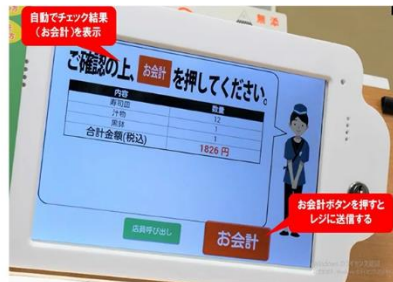 自動でチェック結果
（お会計）を表示
無添
ご確認の上、お会計を押してください。
内容 数量
寿司皿 12
汁物 1
黒鉢 1
合計金額(税込) 1826 円
店員呼び出し
お会計
お会計ボタンを押すと
レジに送信する